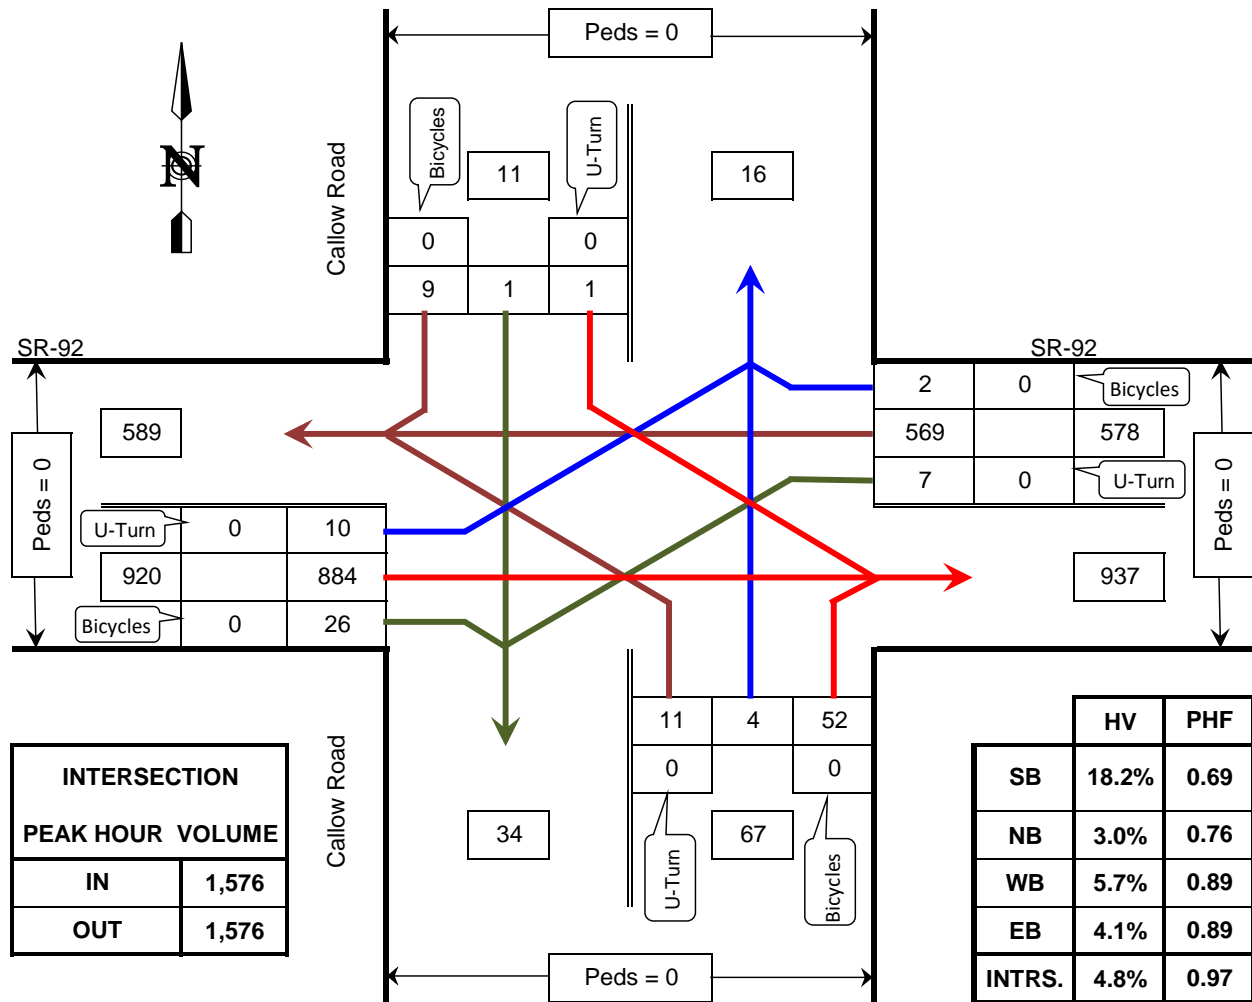 Peds = 0
N
Callow Road
Bicycles
11
U-Turn
16
0 0
9 1 1
SR-92
SR-92
2 0 Bicycles
589
569 578
7 0 U-Turn
Peds = 0
Peds = 0
U-Turn 0 10
920 884
937
Bicycles 0 26
11 4 52
0 0
34
67
U-Turn
Bicycles
Callow Road
INTERSECTION
PEAK HOUR VOLUME
IN 1,576
OUT 1,576
HV PHF
SB 18.2% 0.69
NB 3.0% 0.76
WB 5.7% 0.89
EB 4.1% 0.89
INTRS. 4.8% 0.97
Peds = 0